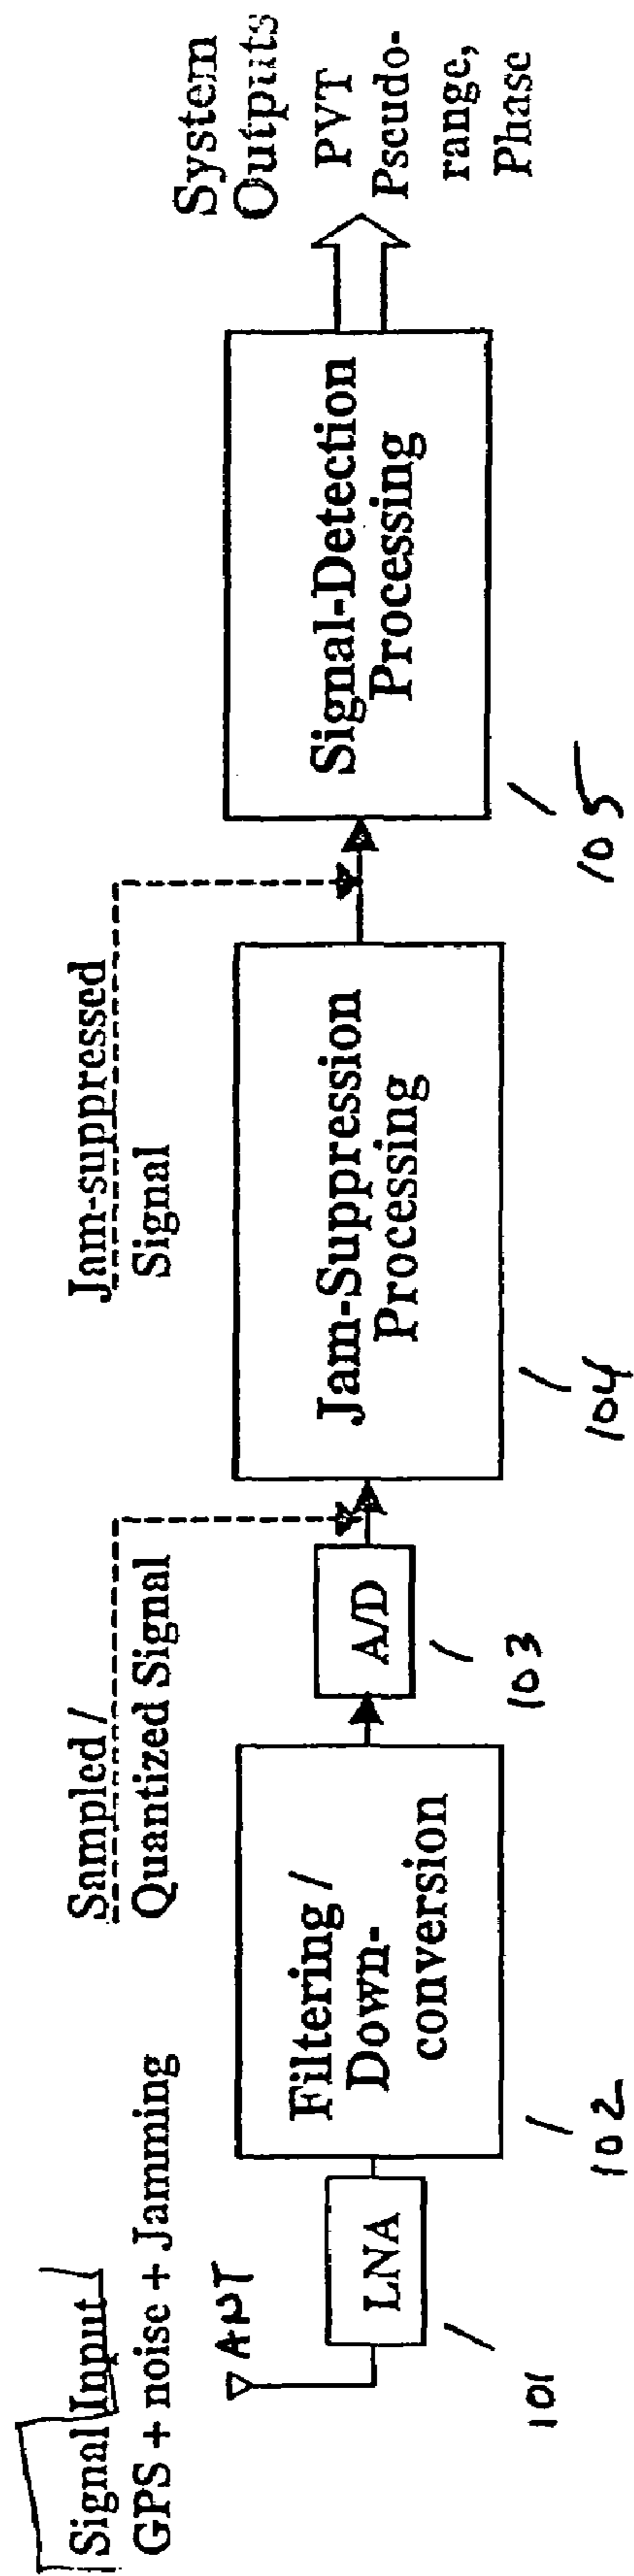 Signal Input
GPS + noise + Jamming
ANT
LNA
101
Filtering /
Down-
conversion
102
Sampled /
Quantized Signal
A/D
103
Jam-Suppression
Processing
104
Jam-suppressed
Signal
Signal-Detection
Processing
105
System
Outputs
PVT
Pseudo-
range,
Phase